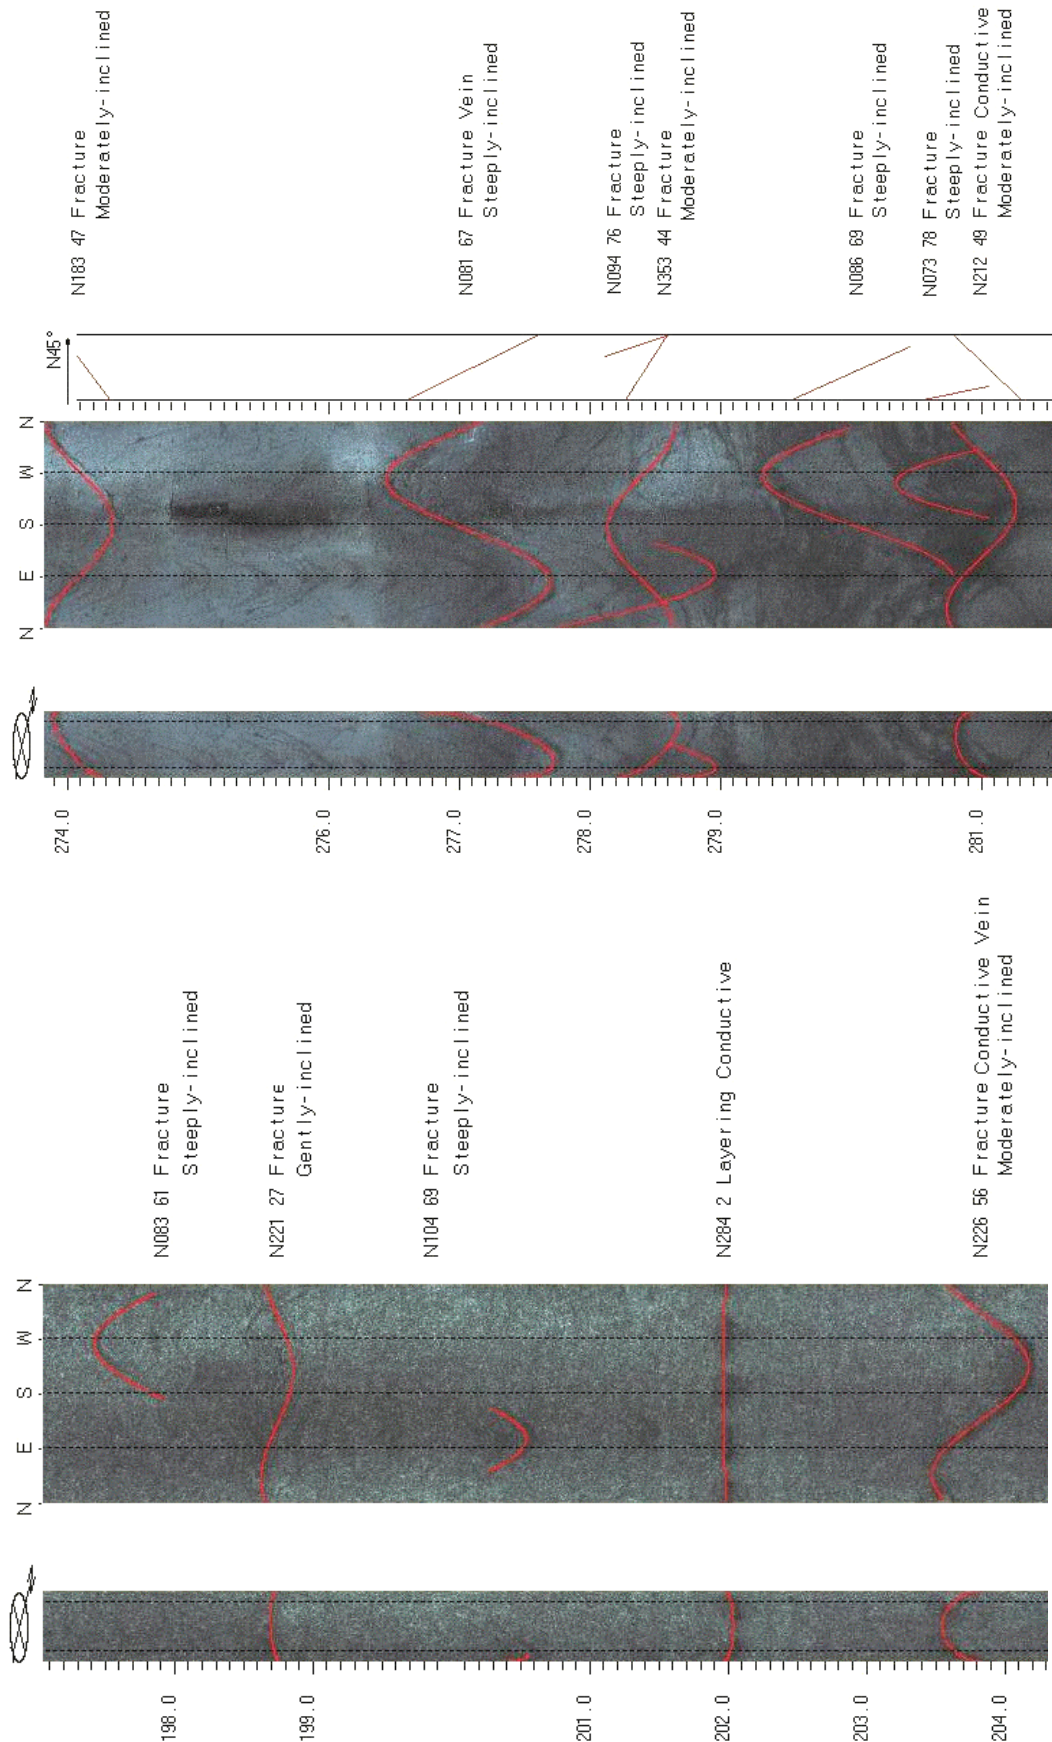 N45°
N
E
S
W
N
274.0
276.0
277.0
278.0
279.0
281.0
N183 47 Fracture
Moderately-inclined
N081 67 Fracture Vein
Steeply-inclined
N094 76 Fracture
Steeply-inclined
N353 44 Fracture
Moderately-inclined
N086 69 Fracture
Steeply-inclined
N073 78 Fracture
Steeply-inclined
N212 49 Fracture Conductive
Moderately-inclined
N
E
S
W
N
198.0
199.0
201.0
202.0
203.0
204.0
N083 61 Fracture
Steeply-inclined
N221 27 Fracture
Gently-inclined
N104 69 Fracture
Steeply-inclined
N284 2 Layering Conductive
N226 56 Fracture Conductive Vein
Moderately-inclined